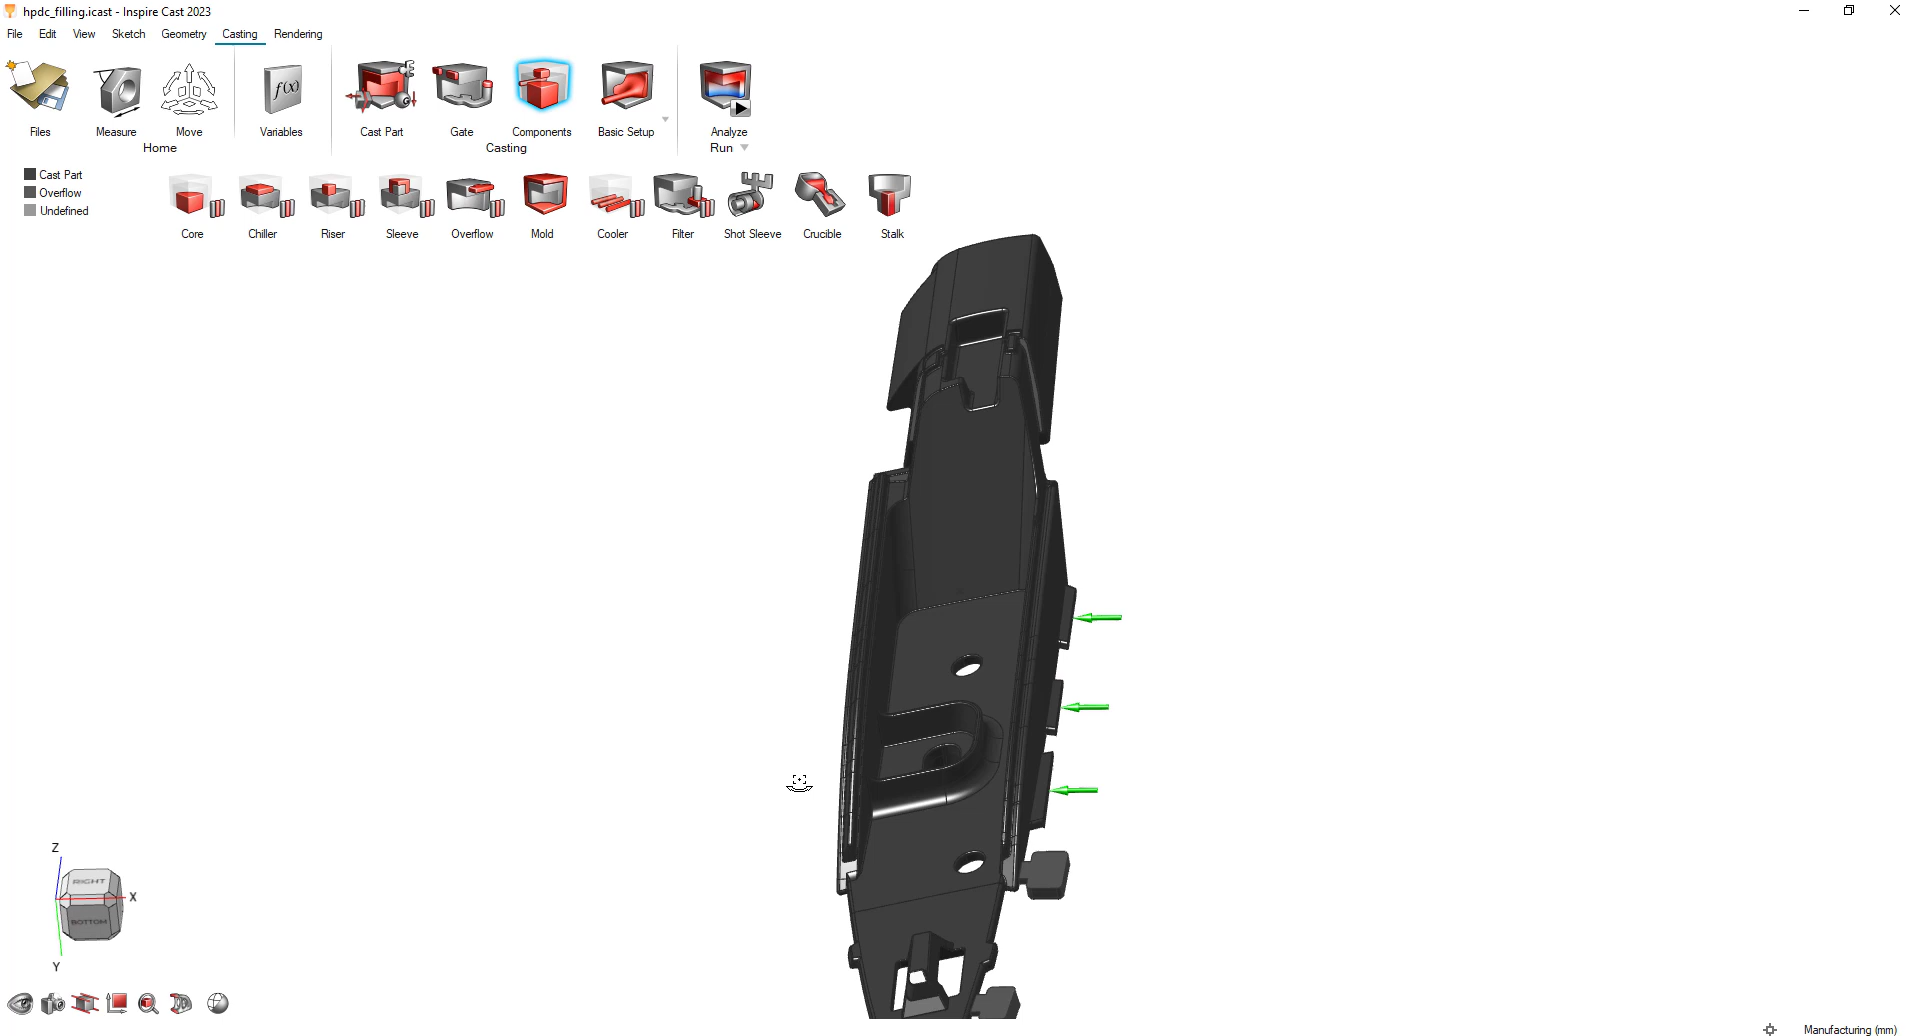 hpdc_filling.icast - Inspire Cast 2023
File Edit View Sketch Geometry Casting Rendering
f(x)
Files Measure Move Variables Cast Part Gate Components Basic Setup Analyze
Home Casting Run
Cast Part
Overflow
Undefined
Core Chiller Riser Sleeve Overflow Mold Cooler Filter Shot Sleeve Crucible Stalk
Z
RIGHT
X
BOTTOM
Y
Manufacturing (mm)